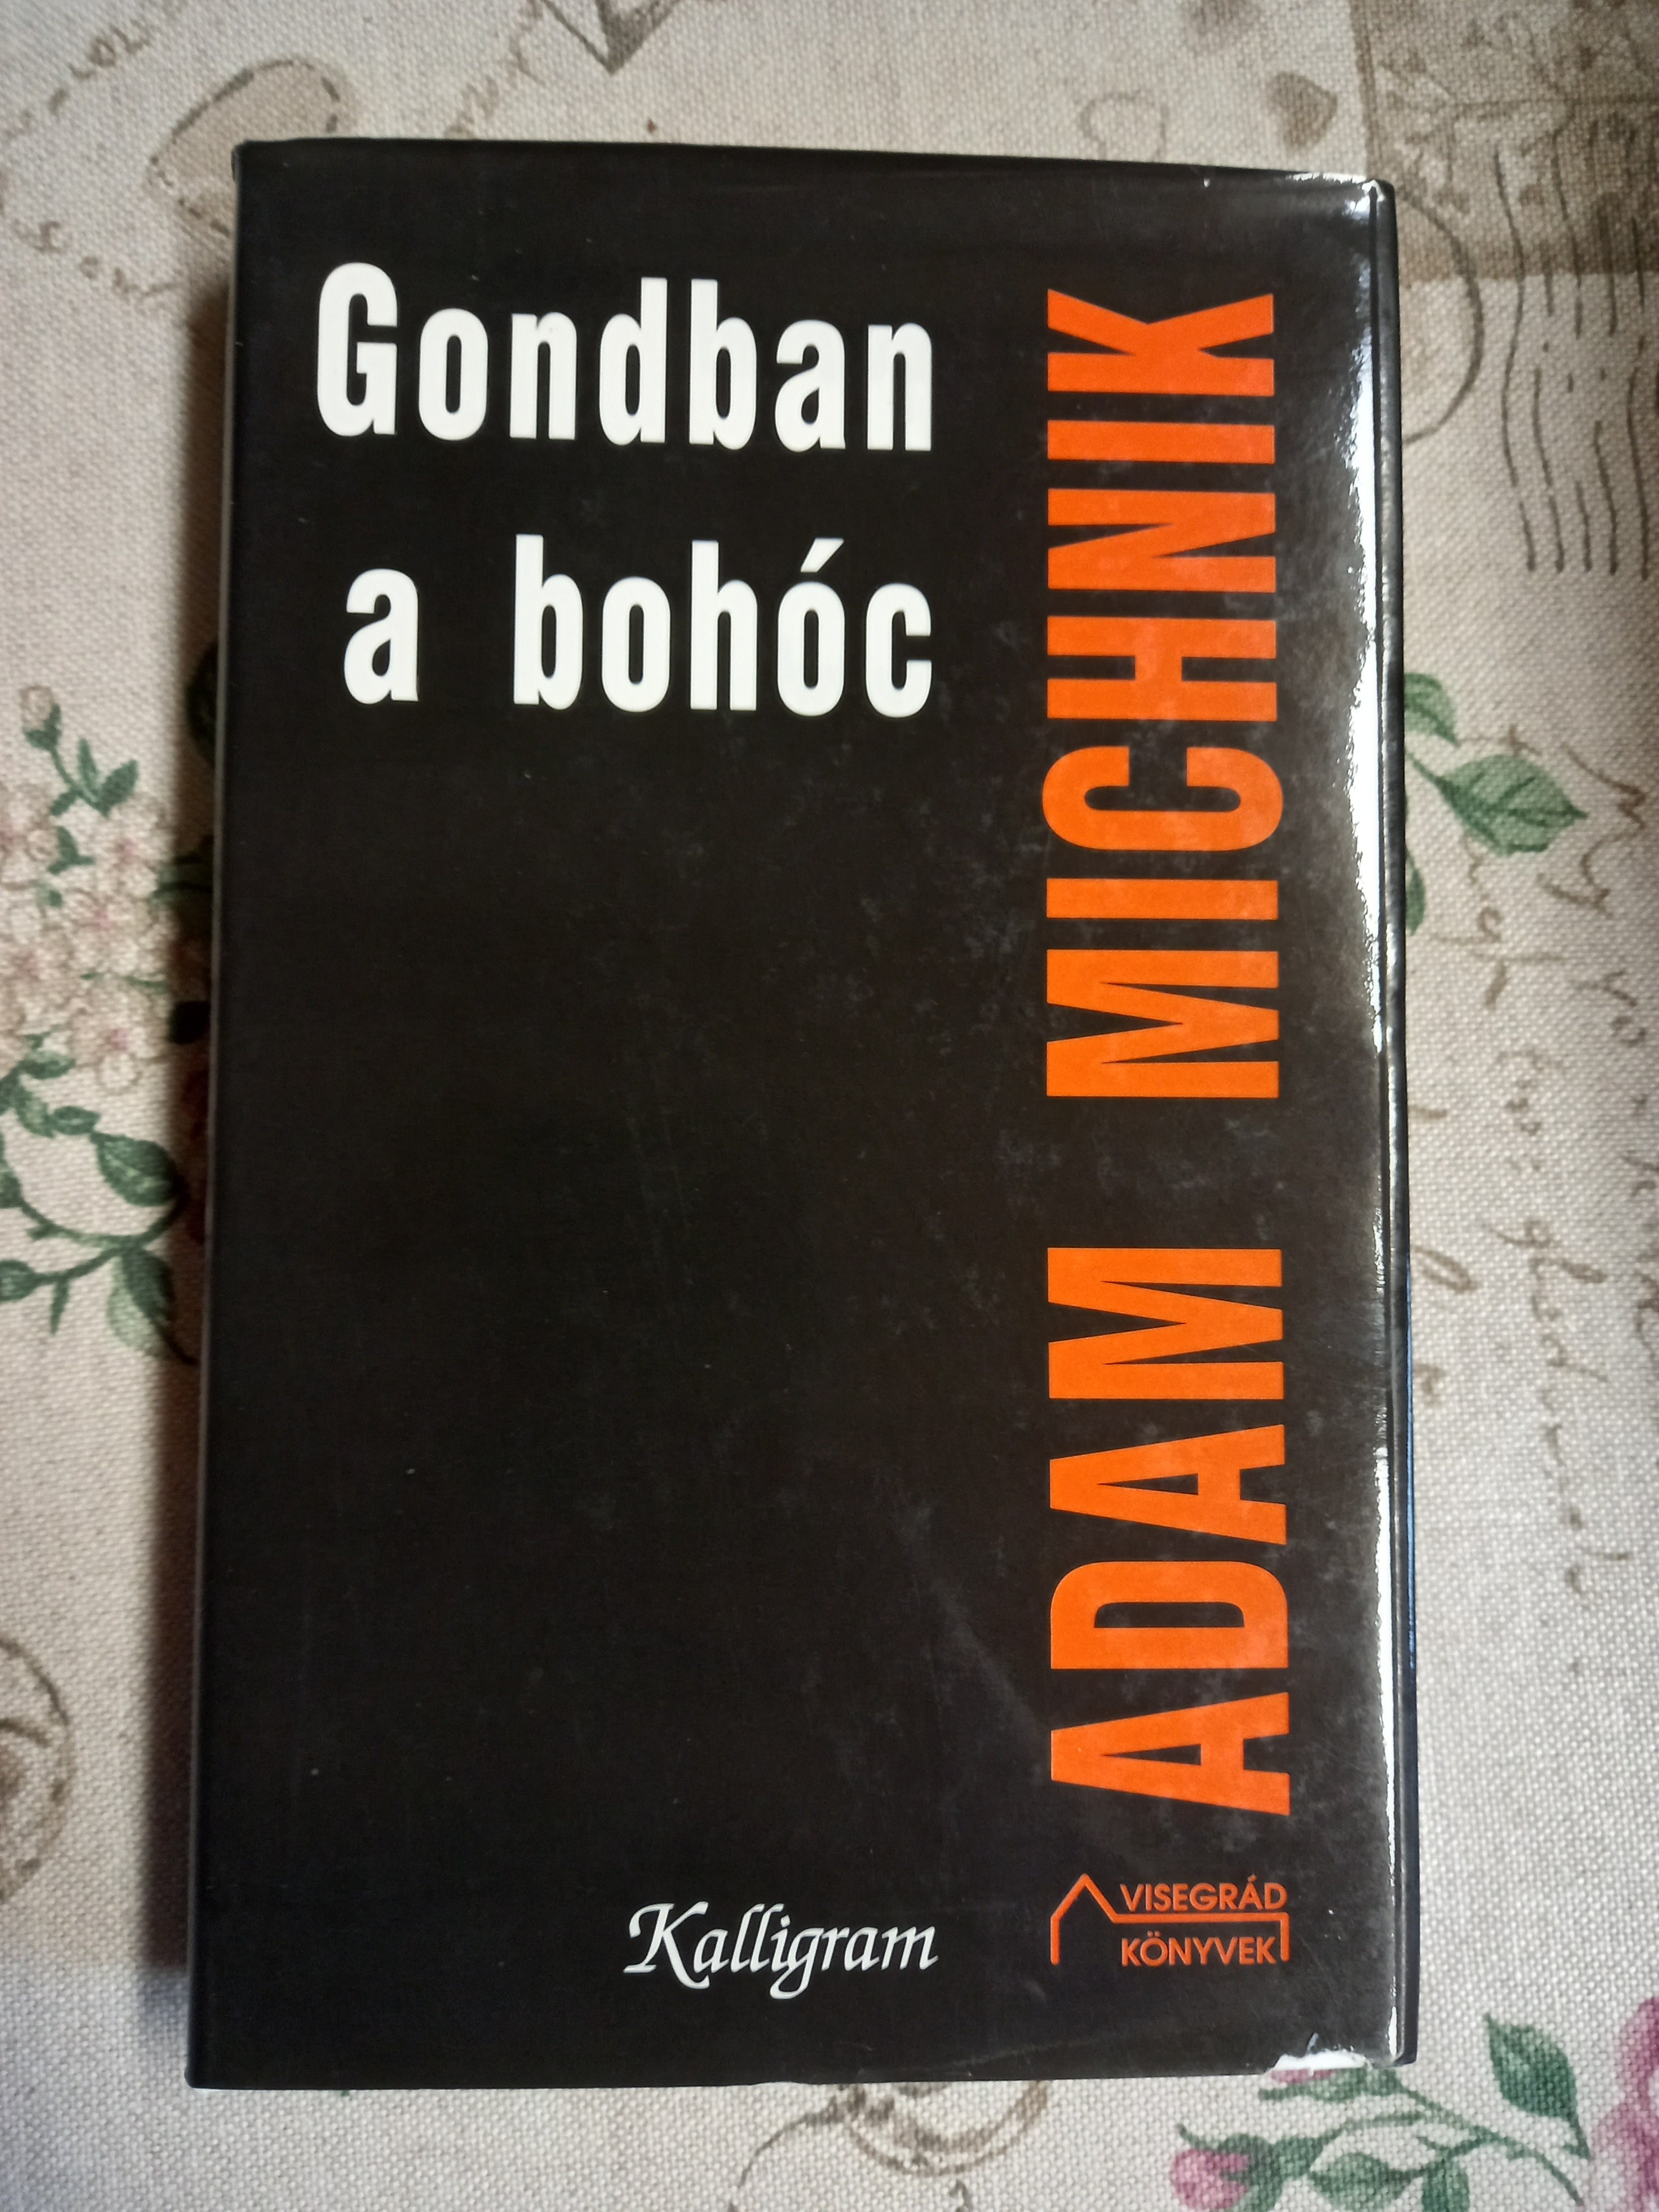 Gondban
a bohóc
ADAM MICHNIK
Kalligram
VISEGRÁD
KÖNYVEK